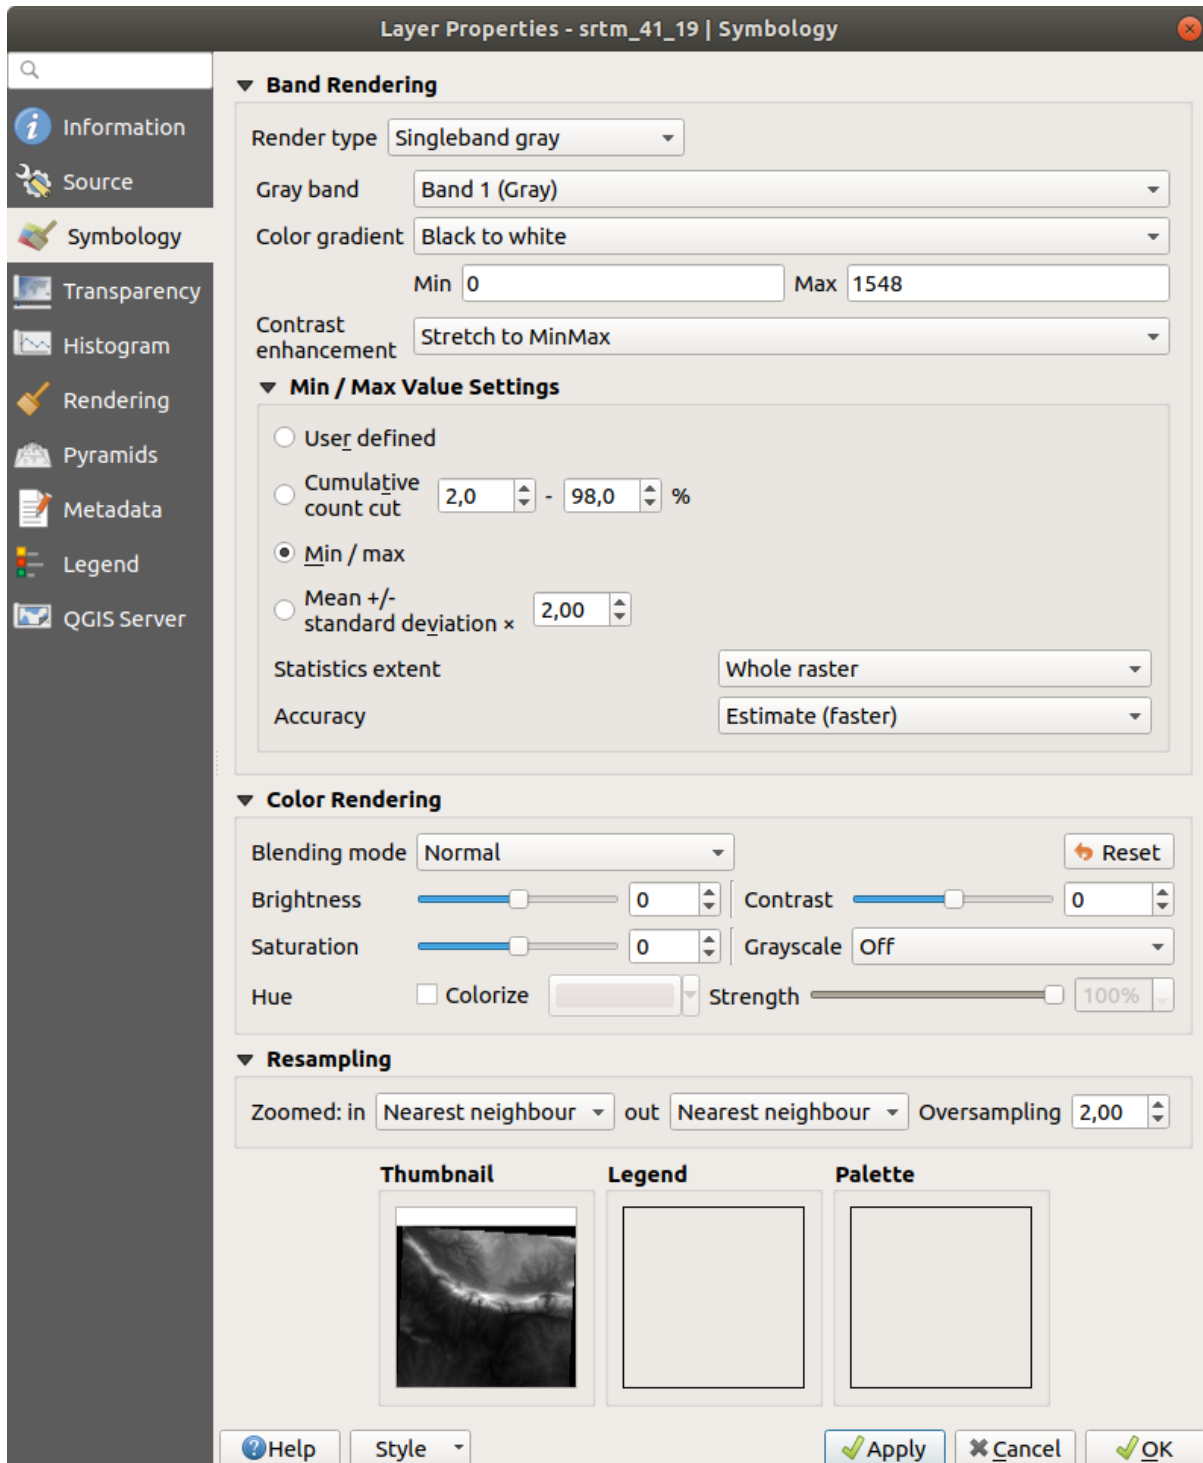 Layer Properties - srtm_41_19 | Symbology
Information
Source
Symbology
Transparency
Histogram
Rendering
Pyramids
Metadata
Legend
QGIS Server
Band Rendering
Render type Singleband gray
Gray band Band 1 (Gray)
Color gradient Black to white
Min 0 Max 1548
Contrast
enhancement Stretch to MinMax
Min / Max Value Settings
User defined
Cumulative
count cut 2,0 - 98,0 %
Min / max
Mean +/-
standard deviation × 2,00
Statistics extent Whole raster
Accuracy Estimate (faster)
Color Rendering
Blending mode Normal Reset
Brightness 0 Contrast 0
Saturation 0 Grayscale Off
Hue Colorize Strength 100%
Resampling
Zoomed: in Nearest neighbour out Nearest neighbour Oversampling 2,00
Thumbnail Legend Palette
Help Style Apply Cancel OK